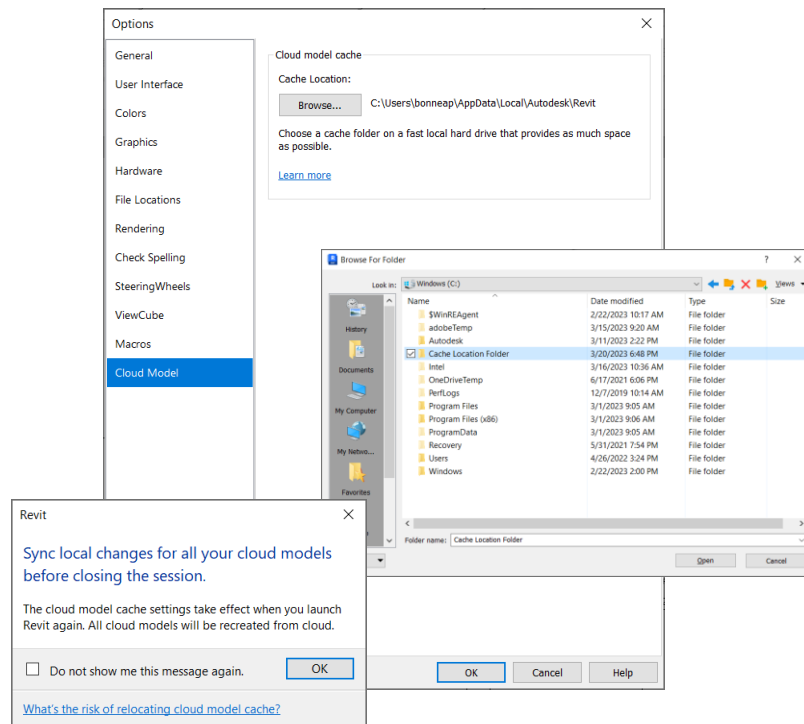 Options
General
User Interface
Colors
Graphics
Hardware
File Locations
Rendering
Check Spelling
SteeringWheels
ViewCube
Macros
Cloud Model
Cloud model cache
Cache Location:
Browse... C:\Users\bonneap\AppData\Local\Autodesk\Revit
Choose a cache folder on a fast local hard drive that provides as much space
as possible.
Learn more
Browse For Folder ?
Look in: Windows (C:) Views
History
Documents
My Computer
My Netwo...
Favorites
Name Date modified Type Size
$WinREAgent 2/22/2023 10:17 AM File folder
adobeTemp 3/15/2023 9:20 AM File folder
Autodesk 3/11/2023 2:22 PM File folder
Cache Location Folder 3/20/2023 6:48 PM File folder
Intel 3/16/2023 10:36 AM File folder
OneDriveTemp 6/17/2021 6:06 PM File folder
PerfLogs 12/7/2019 10:14 AM File folder
Program Files 3/1/2023 9:05 AM File folder
Program Files (x86) 3/1/2023 9:06 AM File folder
ProgramData 3/1/2023 9:05 AM File folder
Recovery 5/31/2021 7:54 PM File folder
Users 4/26/2022 3:24 PM File folder
Windows 2/22/2023 2:00 PM File folder
Folder name: Cache Location Folder
Open Cancel
Revit
Sync local changes for all your cloud models
before closing the session.
The cloud model cache settings take effect when you launch
Revit again. All cloud models will be recreated from cloud.
Do not show me this message again. OK
What's the risk of relocating cloud model cache?
OK Cancel Help